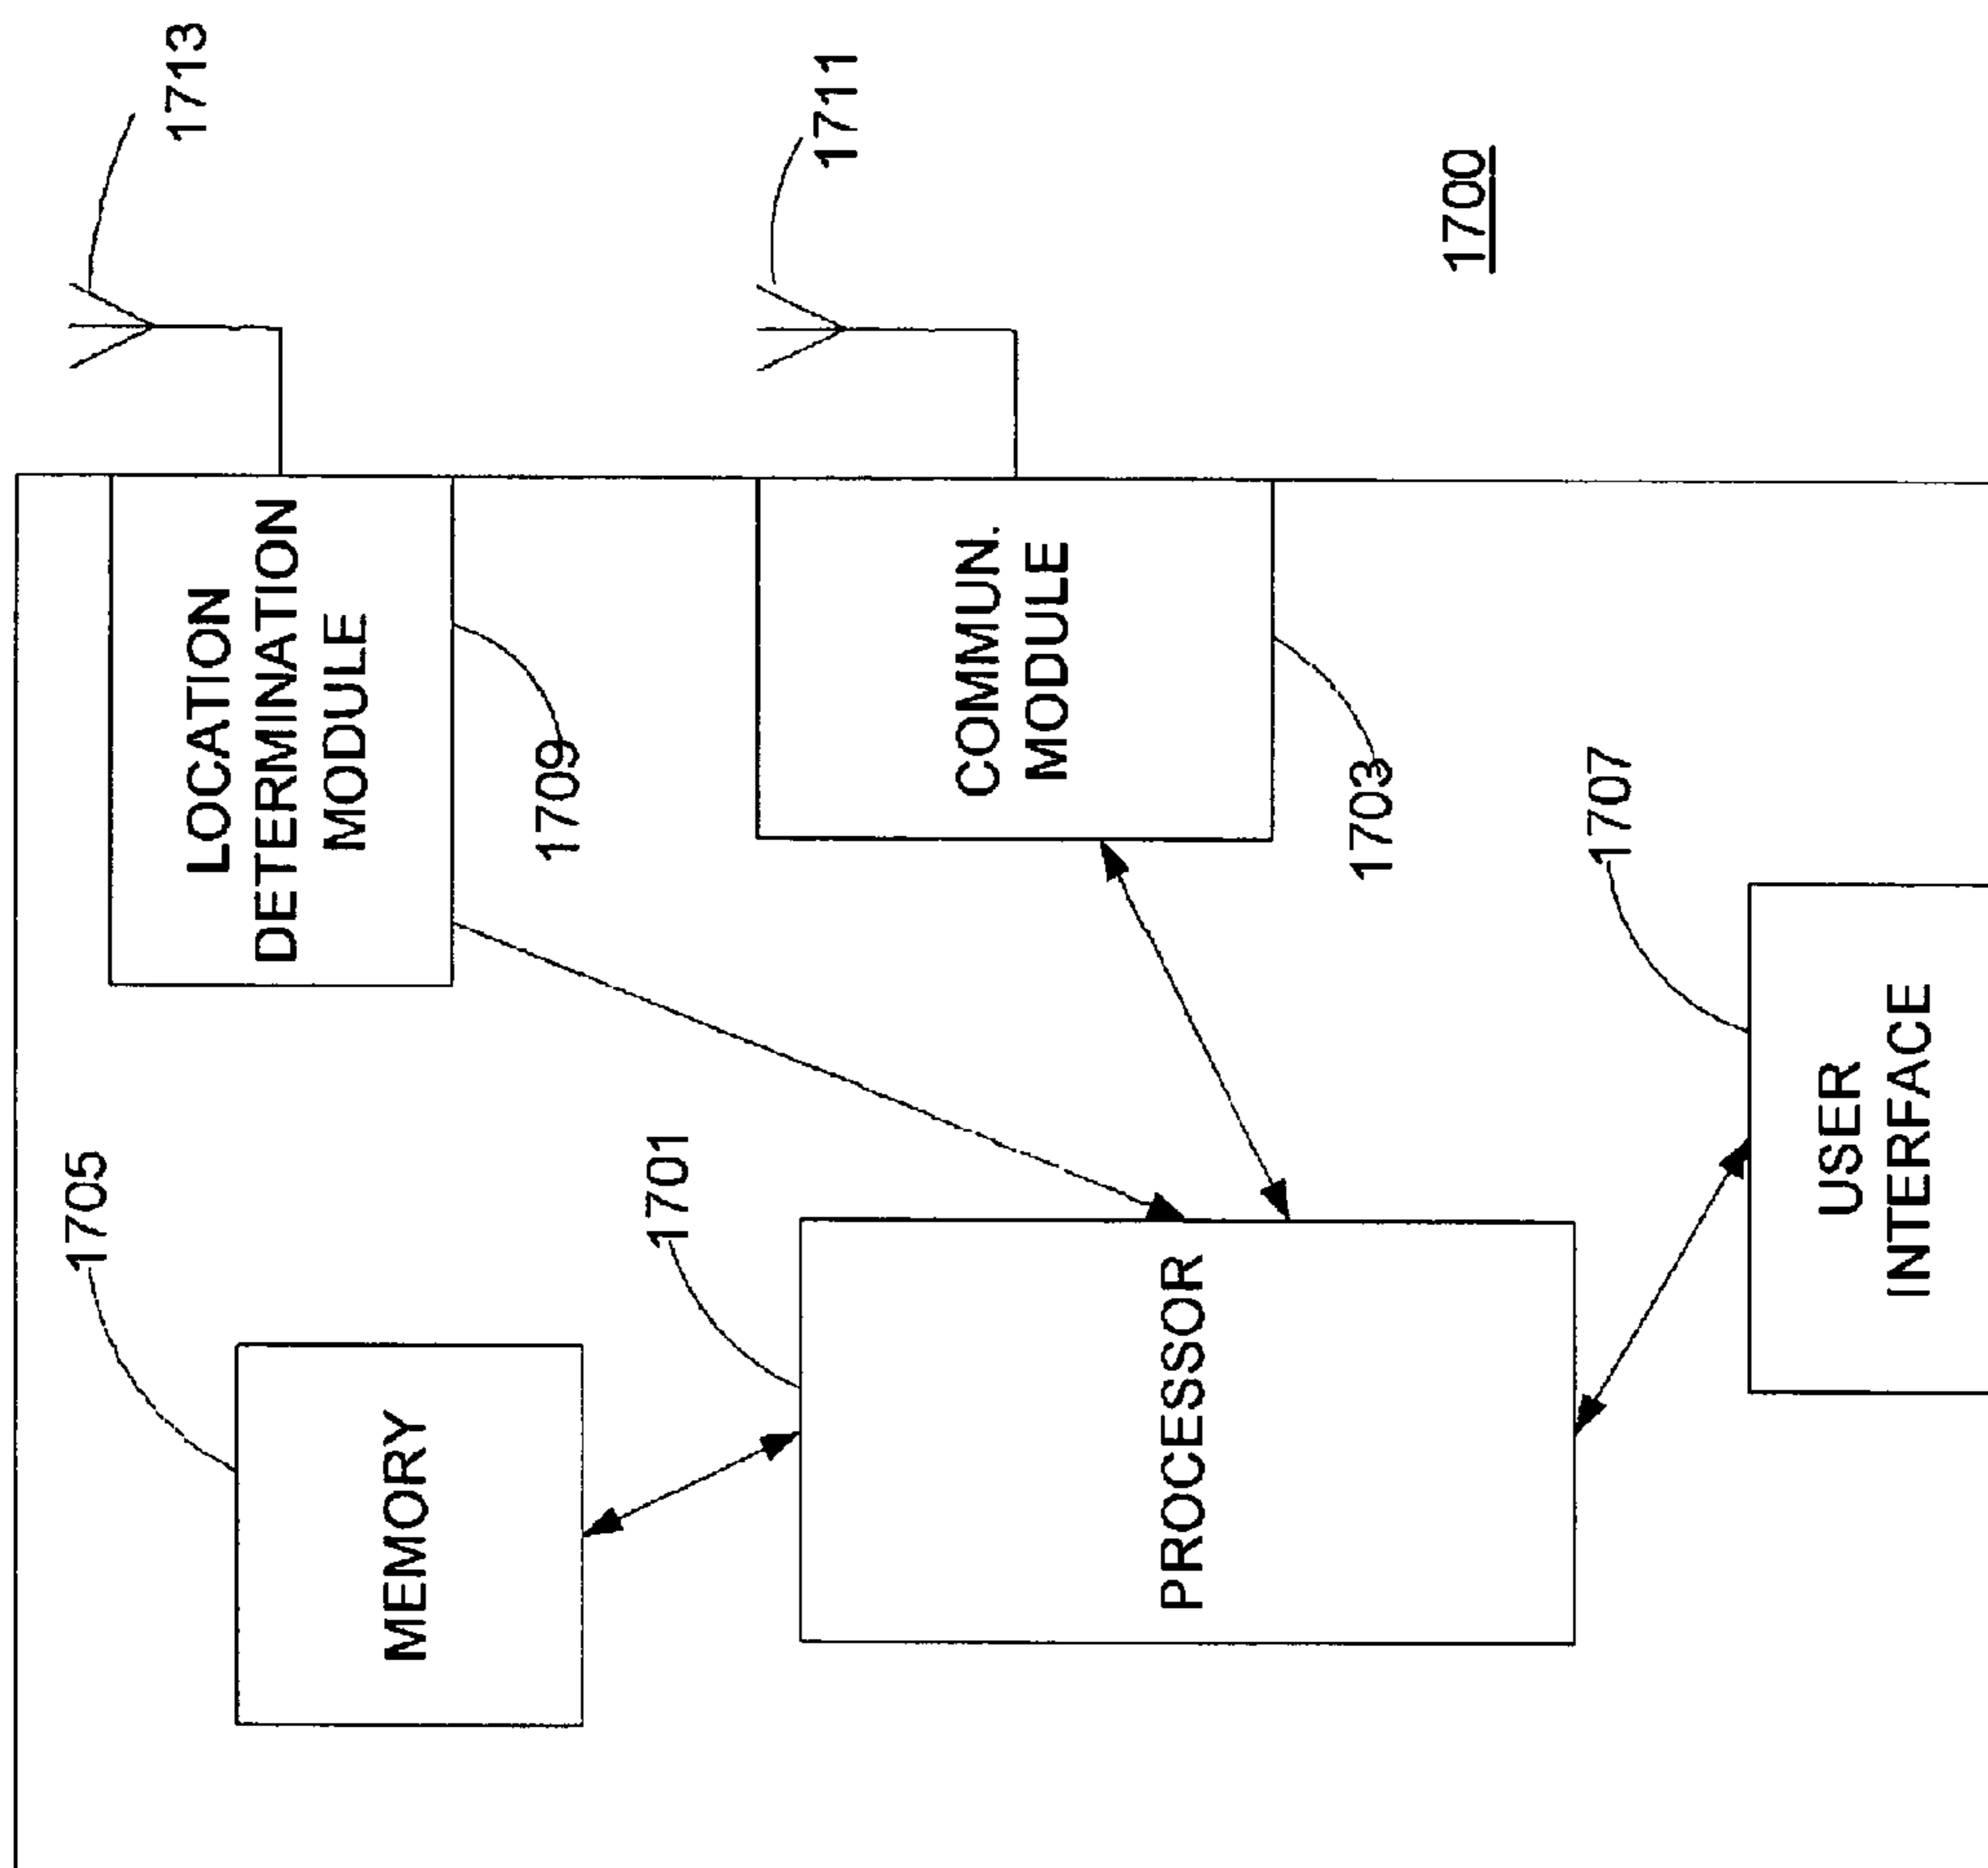 1713
1711
1700
LOCATION
DETERMINATION
MODULE
1709
COMMUN.
MODULE
1703
1707
1705
1701
MEMORY
PROCESSOR
USER
INTERFACE